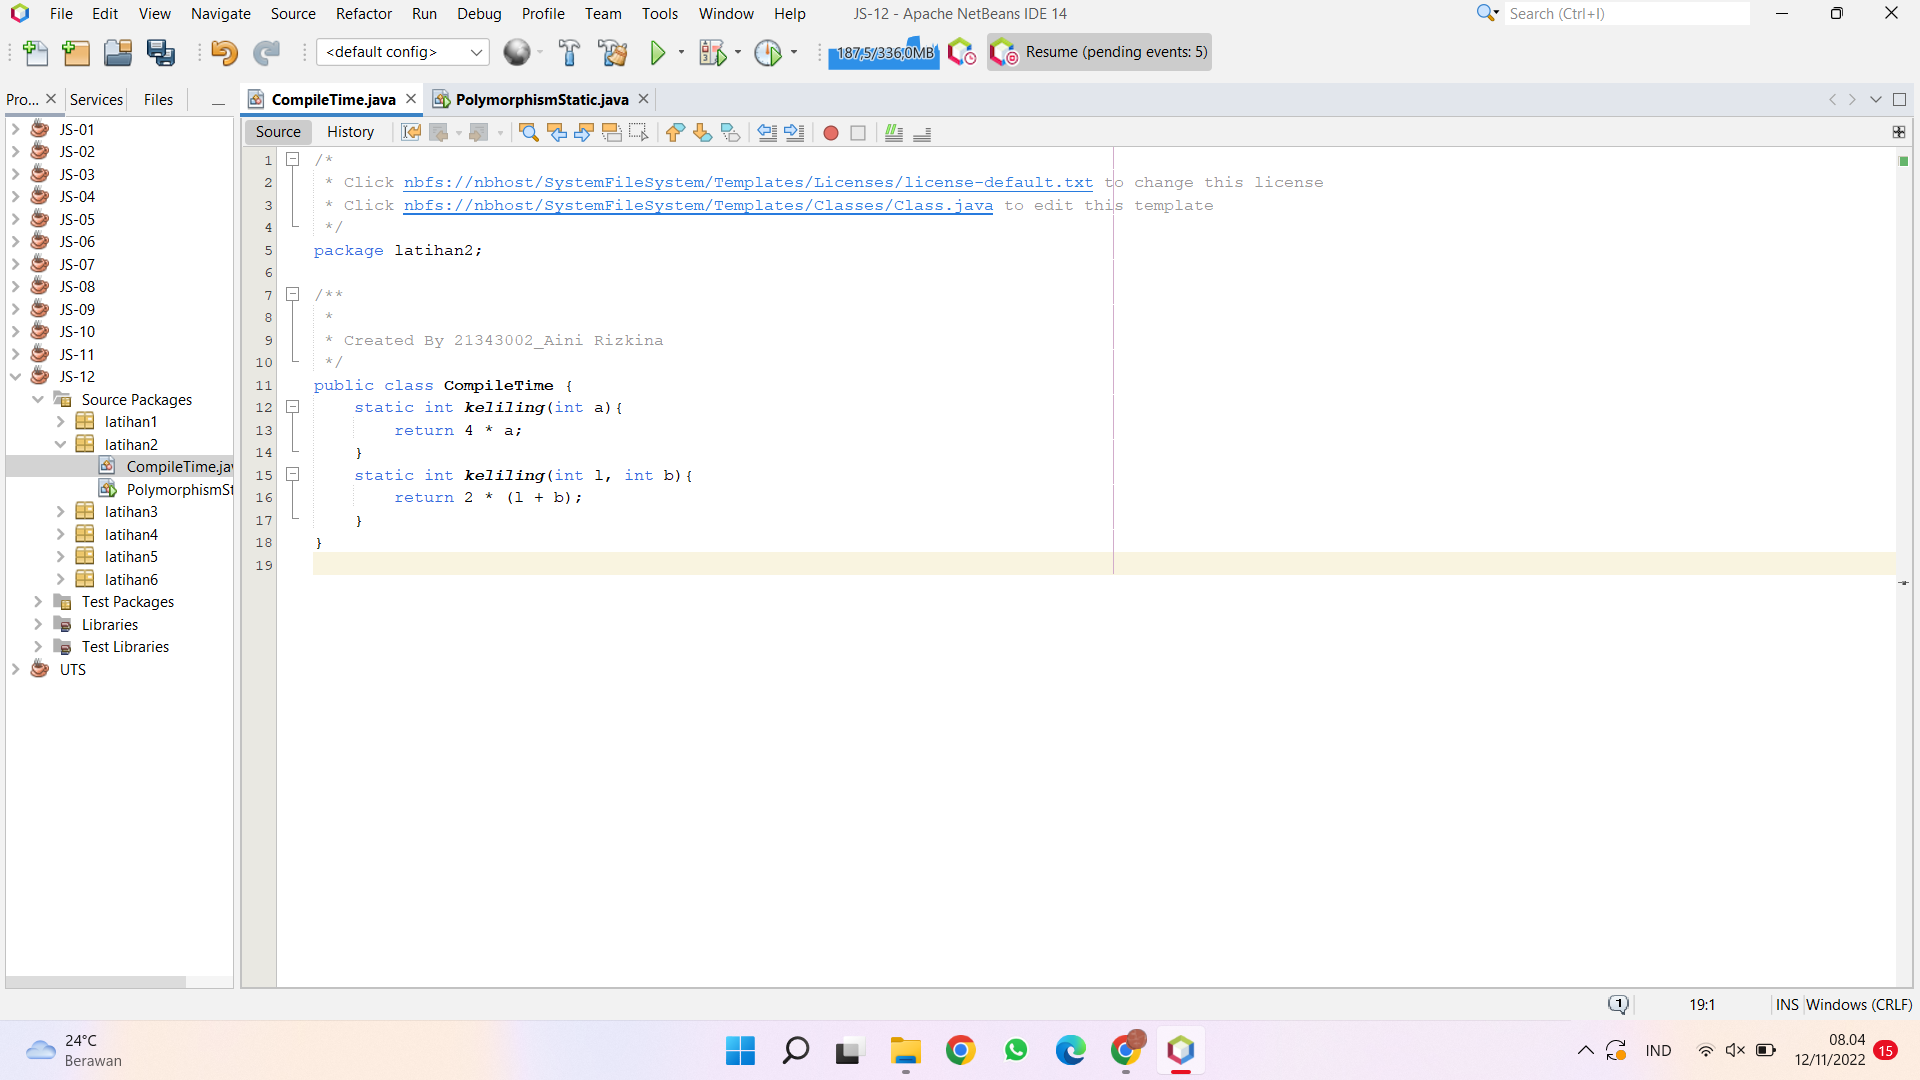 File Edit View Navigate Source Refactor Run Debug Profile Team Tools Window Help JS-12 - Apache NetBeans IDE 14 Search (Ctrl+I)
<default config> 187,5/336,0MB Resume (pending events: 5)
Pro... Services Files CompileTime.java PolymorphismStatic.java
Source History
JS-01
JS-02
JS-03
JS-04
JS-05
JS-06
JS-07
JS-08
JS-09
JS-10
JS-11
JS-12
Source Packages
latihan1
latihan2
CompileTime.jav
PolymorphismSt
latihan3
latihan4
latihan5
latihan6
Test Packages
Libraries
Test Libraries
UTS
1 /*
2 * Click nbfs://nbhost/SystemFileSystem/Templates/Licenses/license-default.txt to change this license
3 * Click nbfs://nbhost/SystemFileSystem/Templates/Classes/Class.java to edit this template
4 */
5 package latihan2;
6
7 /**
8 *
9 * Created By 21343002_Aini Rizkina
10 */
11 public class CompileTime {
12 static int keliling(int a){
13 return 4 * a;
14 }
15 static int keliling(int l, int b){
16 return 2 * (l + b);
17 }
18 }
19
1 19:1 INS Windows (CRLF)
24°C
Berawan
IND
08.04
12/11/2022
15